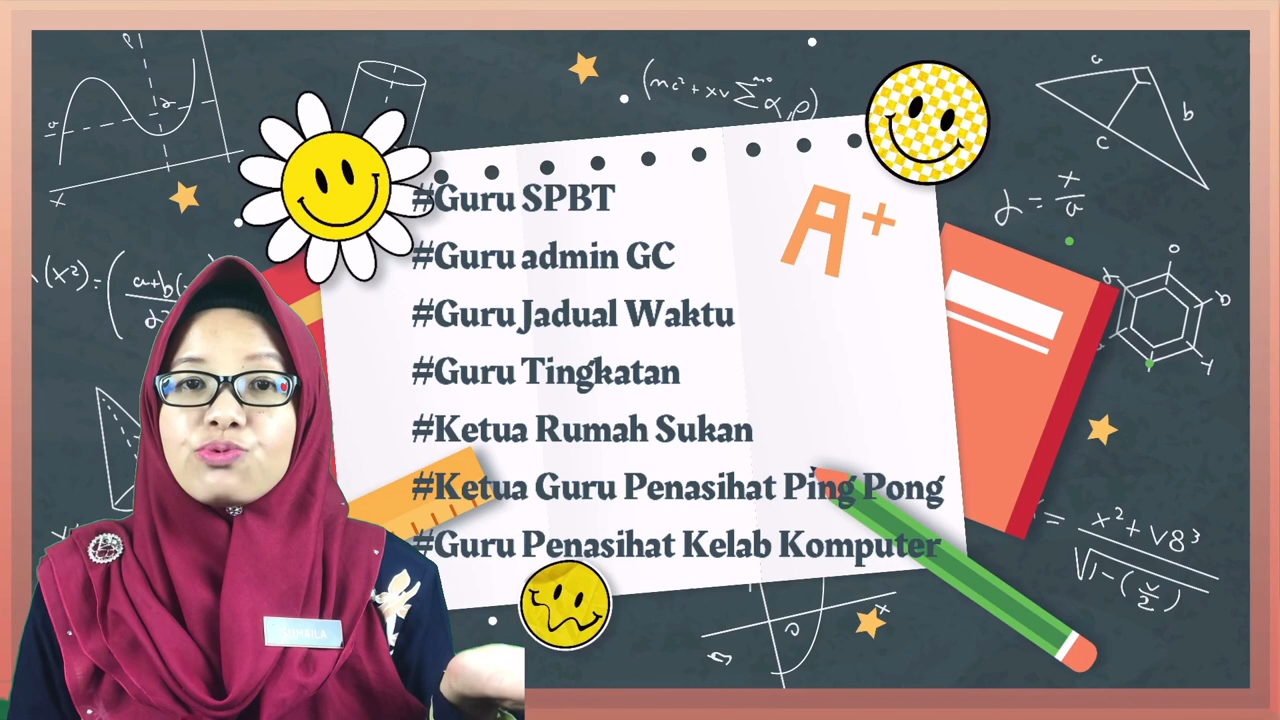 #Guru SPBT
#Guru admin GC
#Guru Jadual Waktu
#Guru Tingkatan
#Ketua Rumah Sukan
#Ketua Guru Penasihat Ping Pong
#Guru Penasihat Kelab Komputer
A+
a
b
c